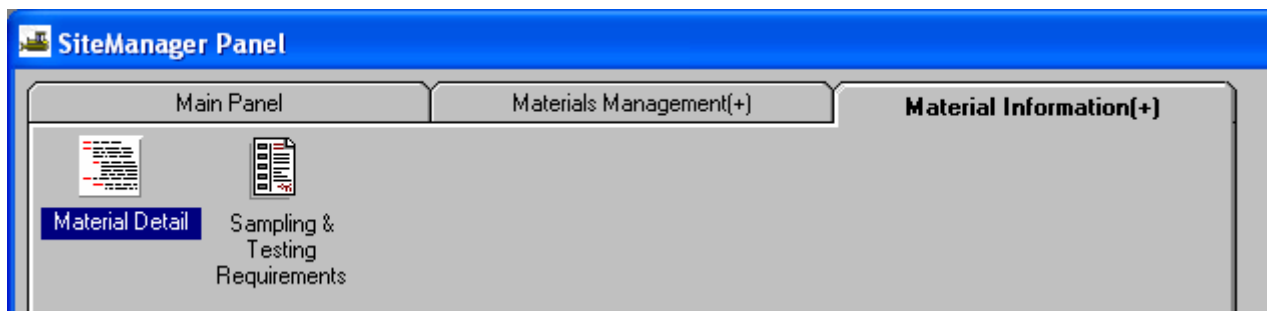 SiteManager Panel
Main Panel
Materials Management(+)
Material Information(+)
Material Detail
Sampling &
Testing
Requirements